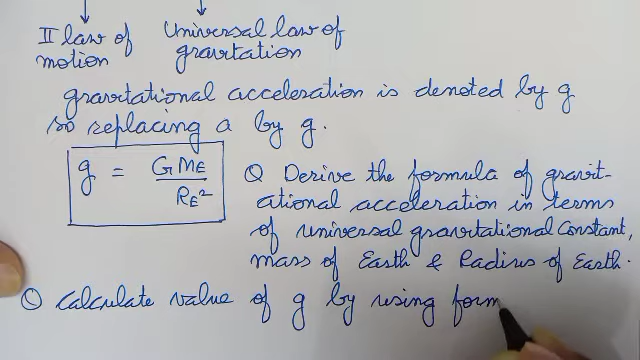 II law of Universal law of
motion gravitation
gravitational acceleration is denoted by g
so replacing a by g.
g = GME / RE²
Q Derive the formula of gravit-
ational acceleration in terms
of universal gravitational Constant,
mass of Earth & Radius of Earth.
Q Calculate value of g by using form